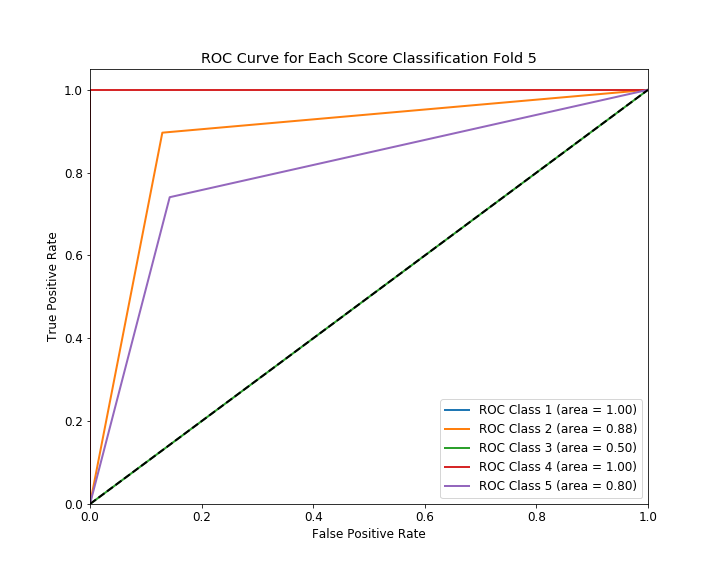 ROC Curve for Each Score Classification Fold 5
1.0
0.8
0.6
0.4
0.2
0.0
True Positive Rate
ROC Class 1 (area = 1.00)
ROC Class 2 (area = 0.88)
ROC Class 3 (area = 0.50)
ROC Class 4 (area = 1.00)
ROC Class 5 (area = 0.80)
0.0 0.2 0.4 0.6 0.8 1.0
False Positive Rate